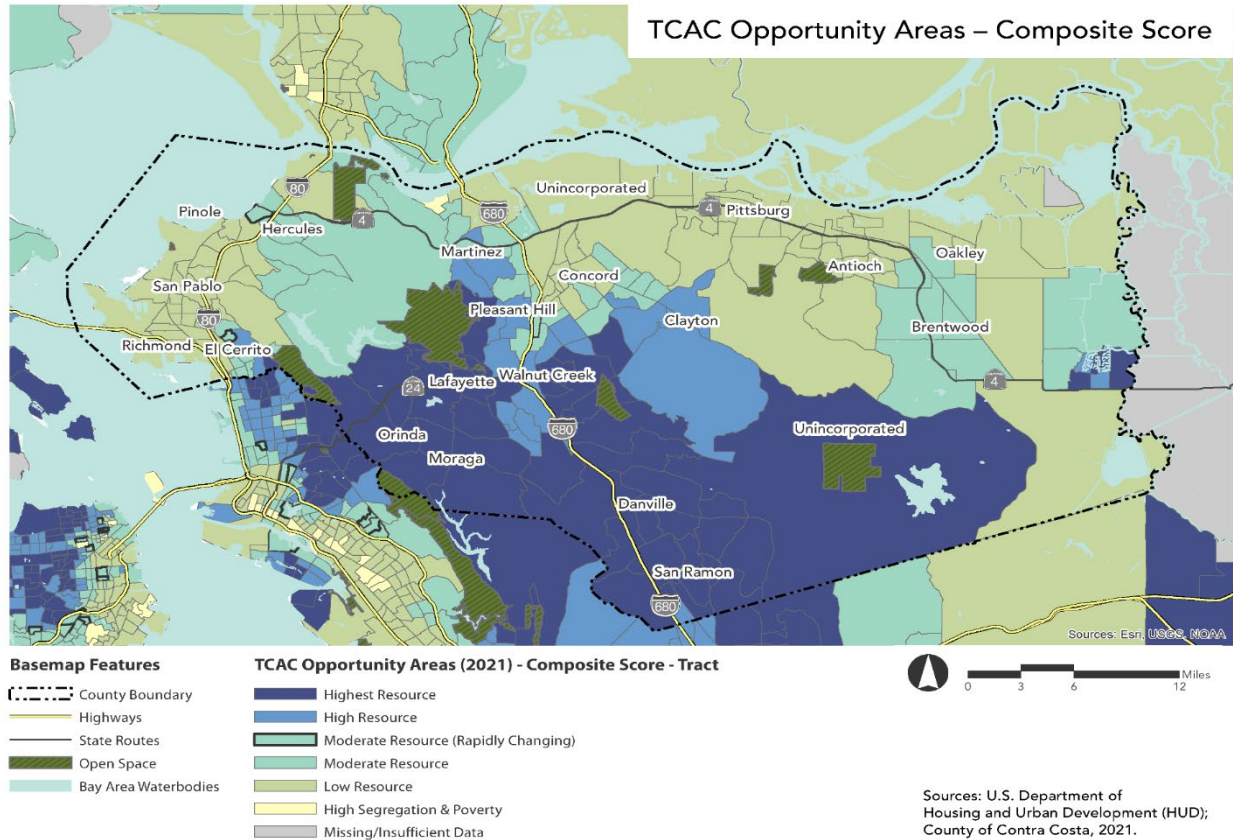 TCAC Opportunity Areas – Composite Score
80
Unincorporated
Pinole
680
4
Pittsburg
Hercules
4
Martinez
Oakley
Concord
Antioch
San Pablo
Pleasant Hill
Clayton
80
Brentwood
Richmond
El Cerrito
24
Lafayette
Walnut Creek
4
Orinda
680
Unincorporated
Moraga
Danville
San Ramon
680
Sources: Esri, USGS, NOAA
Basemap Features
County Boundary
Highways
State Routes
Open Space
Bay Area Waterbodies
TCAC Opportunity Areas (2021) - Composite Score - Tract
Highest Resource
High Resource
Moderate Resource (Rapidly Changing)
Moderate Resource
Low Resource
High Segregation & Poverty
Missing/Insufficient Data
Miles
0 3 6 12
Sources: U.S. Department of
Housing and Urban Development (HUD);
County of Contra Costa, 2021.